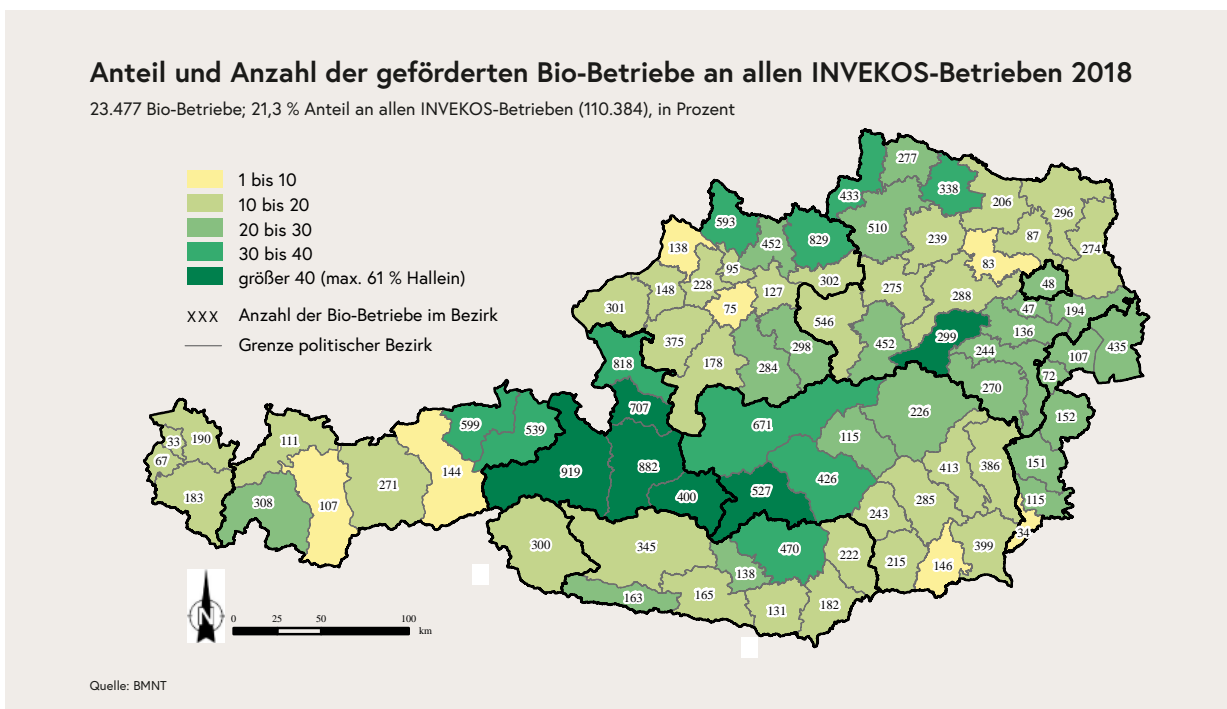 Anteil und Anzahl der geförderten Bio-Betriebe an allen INVEKOS-Betrieben 2018
23.477 Bio-Betriebe; 21,3 % Anteil an allen INVEKOS-Betrieben (110.384), in Prozent
1 bis 10
10 bis 20
20 bis 30
30 bis 40
größer 40 (max. 61 % Hallein)
XXX Anzahl der Bio-Betriebe im Bezirk
Grenze politischer Bezirk
277
433 338
206
593 296
510
138 452 829 239 87
274
95 83
148 228 127 302 275 48
301 75 288
47 194
546 136
375 299
298 452 244 435
818 178 284 107
72
270
707 226 152
599 671
539 115
33 190 111
67 919 882 413 386 151
144 426
183 271 400 527 285 115
308 107 243
34
300 345 470 222 399
138 215 146
163 165 182
131
N
0 25 50 100
km
Quelle: BMNT